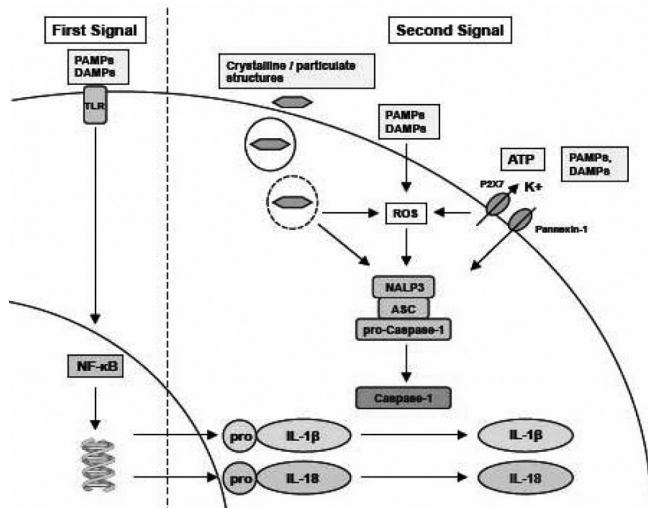 First Signal
Second Signal
PAMPs
DAMPs
TLR
Crystalline / particulate
structures
PAMPs
DAMPs
ATP
PAMPs,
DAMPs
P2X7
K+
Pannexin-1
ROS
NALP3
ASC
pro-Caspase-1
NF-κB
Caspase-1
pro IL-1β IL-1β
pro IL-18 IL-18